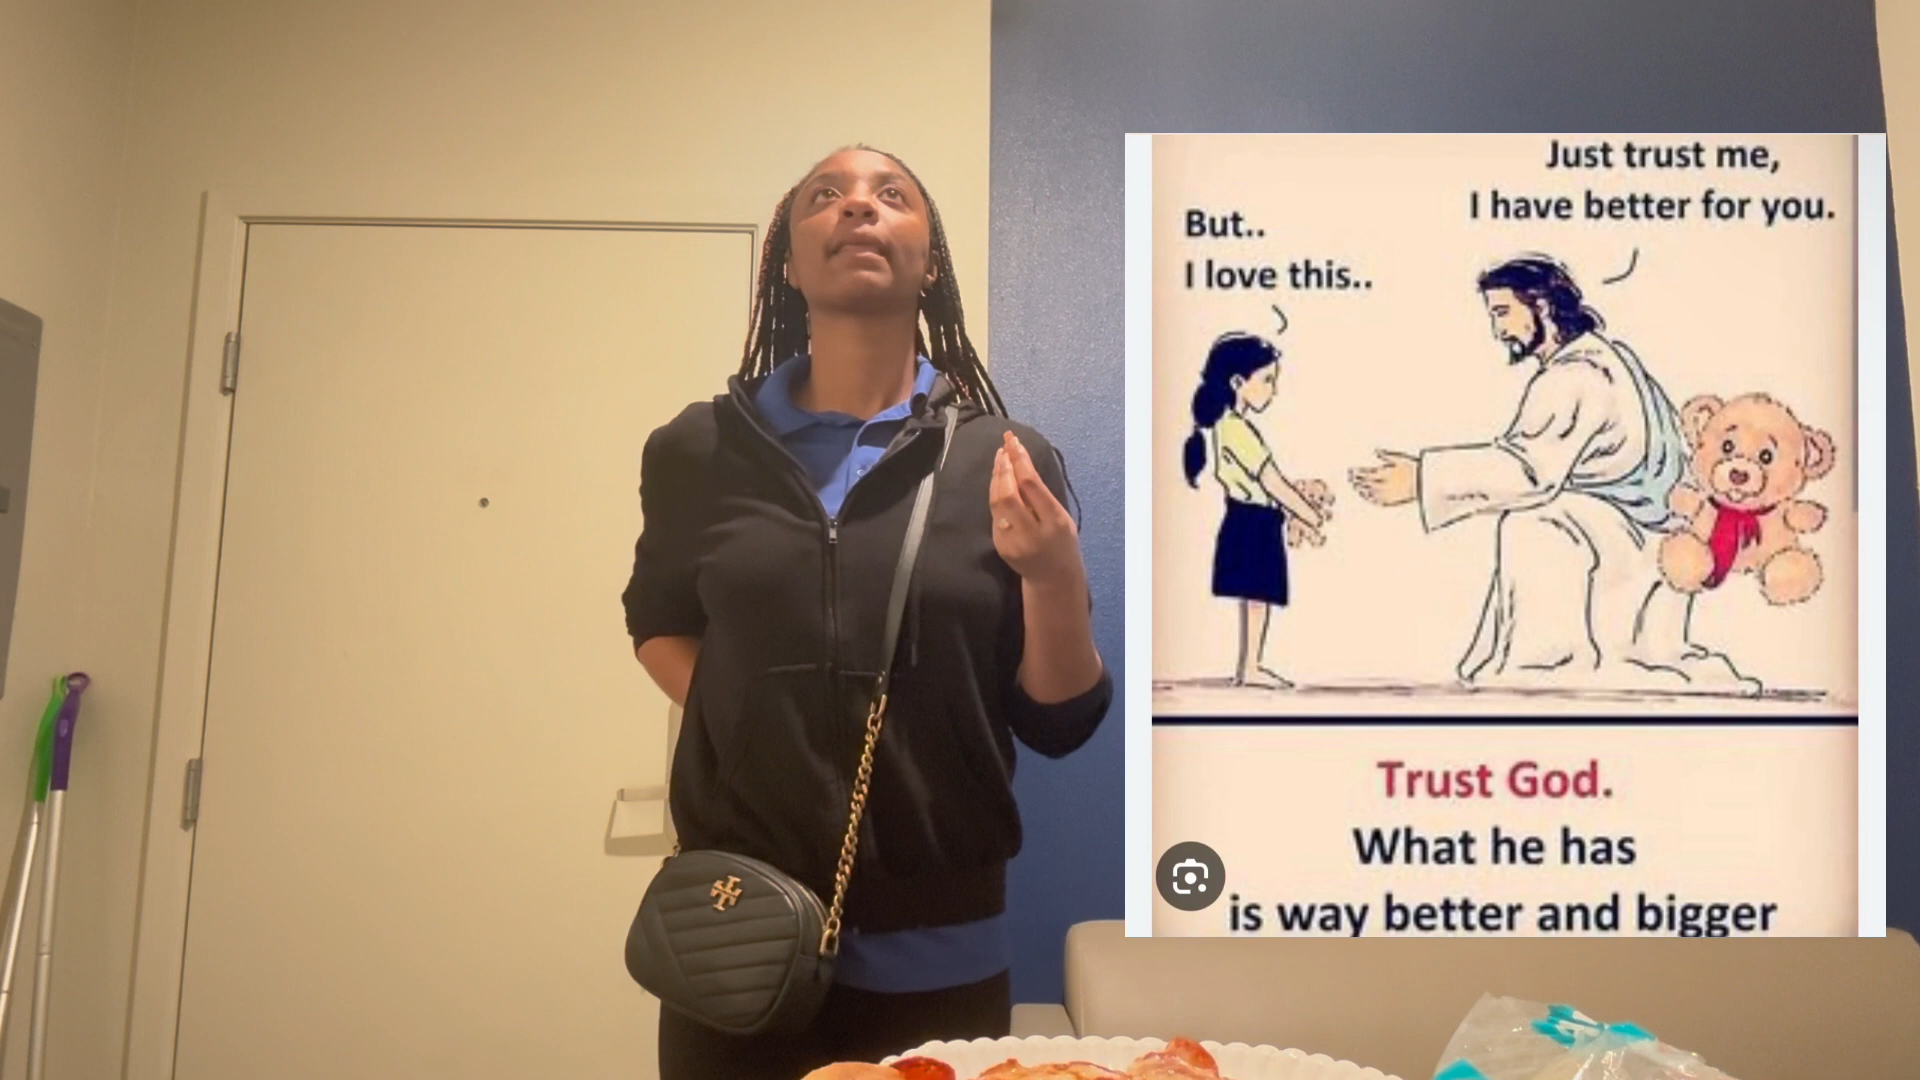 Just trust me,
I have better for you.
But..
I love this..
Trust God.
What he has
is way better and bigger